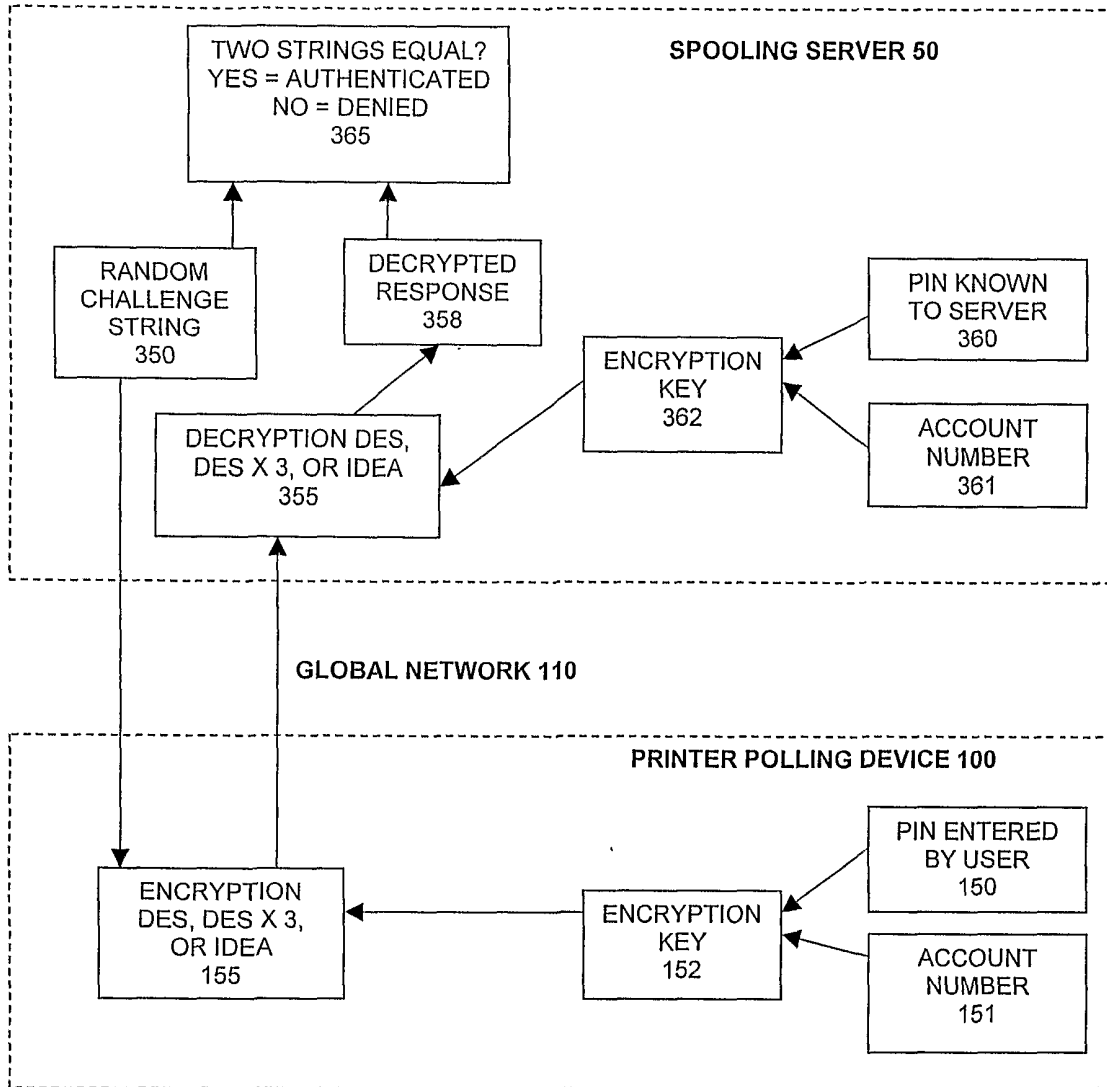 TWO STRINGS EQUAL?
YES = AUTHENTICATED
NO = DENIED
365
SPOOLING SERVER 50
RANDOM
CHALLENGE
STRING
350
DECRYPTED
RESPONSE
358
PIN KNOWN
TO SERVER
360
ENCRYPTION
KEY
362
DECRYPTION DES,
DES X 3, OR IDEA
355
ACCOUNT
NUMBER
361
GLOBAL NETWORK 110
PRINTER POLLING DEVICE 100
PIN ENTERED
BY USER
150
ENCRYPTION
DES, DES X 3,
OR IDEA
155
ENCRYPTION
KEY
152
ACCOUNT
NUMBER
151